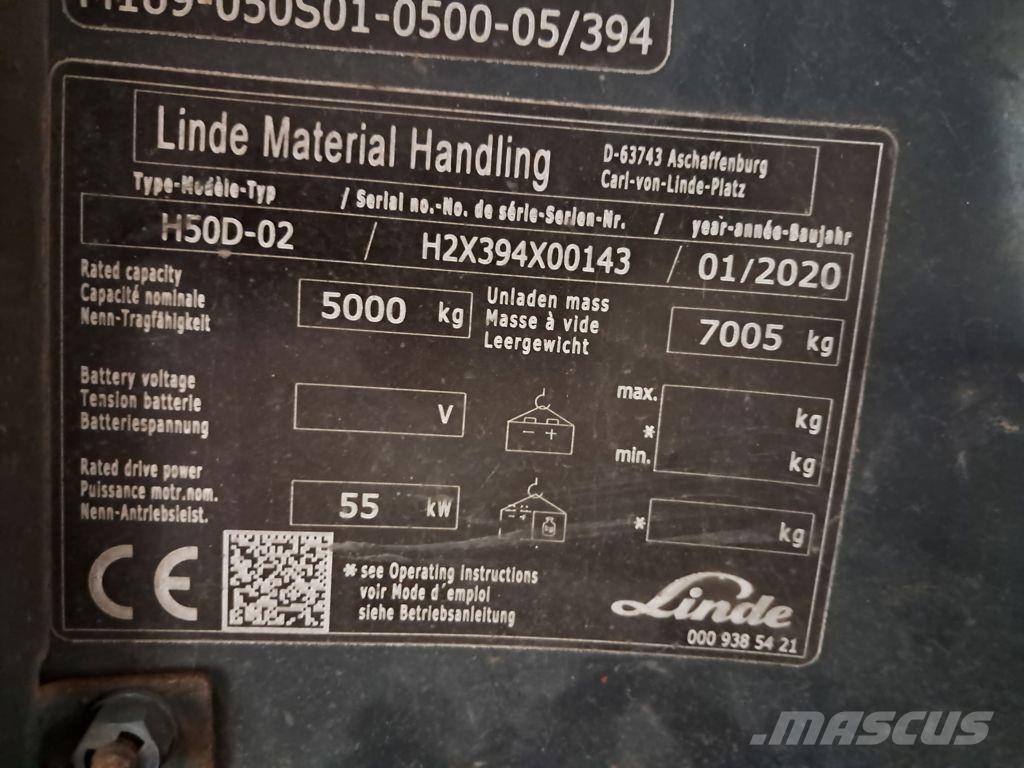 M169-050S01-0500-05/394
Linde Material Handling
D-63743 Aschaffenburg
Carl-von-Linde-Platz
Type-Modèle-Typ / Serial no.-No. de série-Serien-Nr. / year-année-Baujahr
H50D-02 / H2X394X00143 / 01/2020
Rated capacity
Capacité nominale
Nenn-Tragfähigkeit
5000 kg
Unladen mass
Masse à vide
Leergewicht
7005 kg
Battery voltage
Tension batterie
Batteriespannung
V
- +
max. kg
*
min. kg
Rated drive power
Puissance motr.nom.
Nenn-Antriebsleist.
55 kW
* kg
CE
* see Operating Instructions
voir Mode d'emploi
siehe Betriebsanleitung
Linde
000 938 54 21
MASCUS